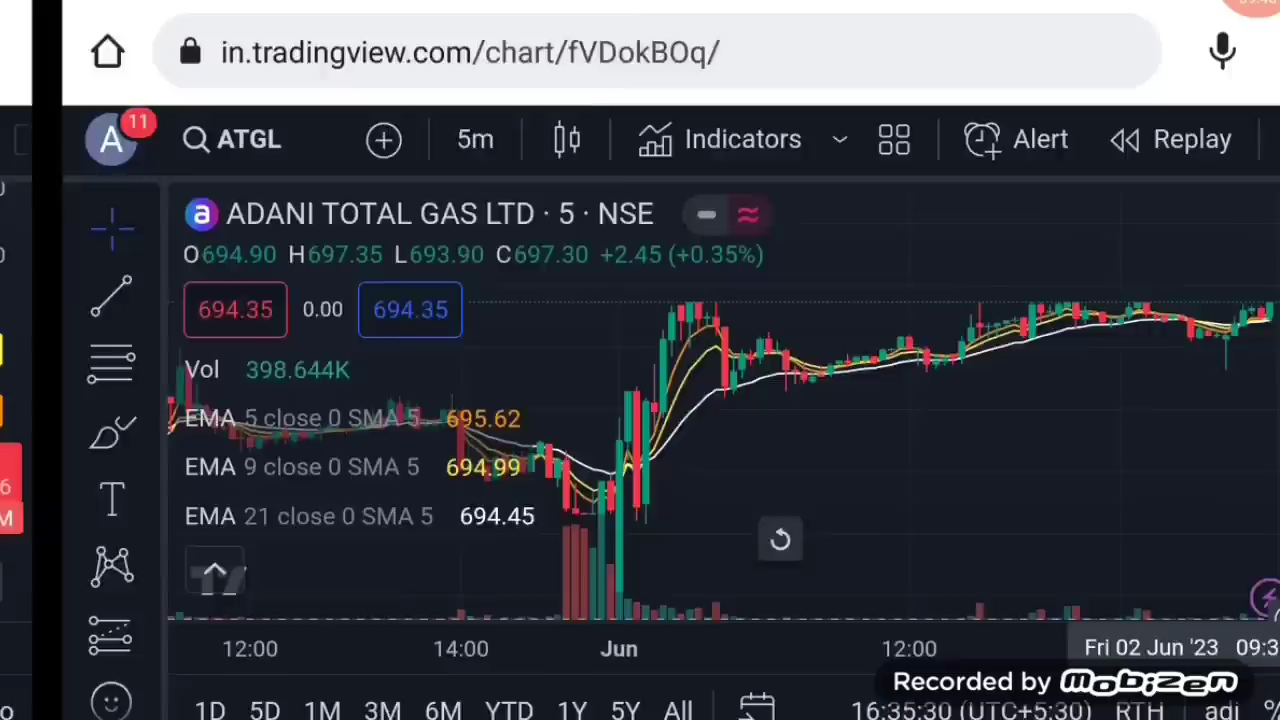 in.tradingview.com/chart/fVDokBOq/
A 11 ATGL 5m Indicators Alert Replay
ADANI TOTAL GAS LTD · 5 · NSE
O694.90 H697.35 L693.90 C697.30 +2.45 (+0.35%)
694.35 0.00 694.35
Vol 398.644K
EMA 5 close 0 SMA 5 695.62
EMA 9 close 0 SMA 5 694.99
EMA 21 close 0 SMA 5 694.45
12:00 14:00 Jun 12:00 Fri 02 Jun '23 09:3
Recorded by mobizen
1D 5D 1M 3M 6M YTD 1Y 5Y All 16:35:30 (UTC+5:30) RTH adj %